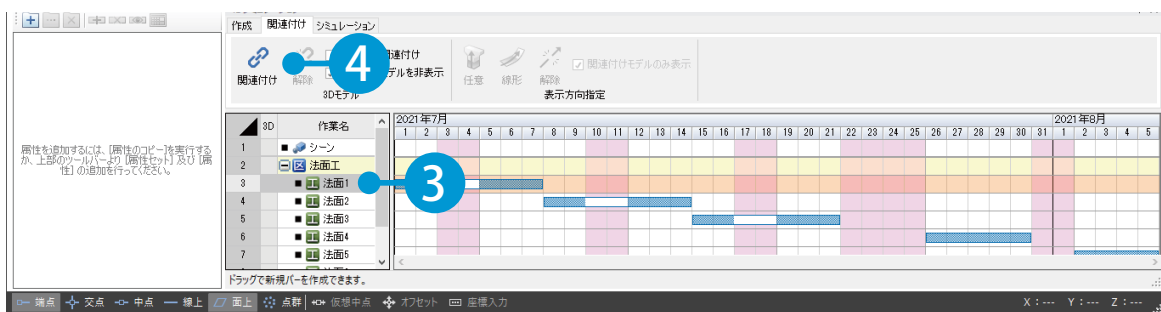 作成 関連付け シミュレーション
関連付け 解除 4 関連付け
デルを非表示
3Dモデル
任意 線形 解除 関連付けモデルのみ表示
表示方向指定
属性を追加するには、[属性のコピー]を実行する
か、上部のツールバーより [属性セット] 及び [属
性] の追加を行ってください。
3D 作業名 2021年7月 2021年8月
1 2 3 4 5 6 7 8 9 10 11 12 13 14 15 16 17 18 19 20 21 22 23 24 25 26 27 28 29 30 31 1 2 3 4 5
1 シーン
2 法面工
3 法面1 3
4 法面2
5 法面3
6 法面4
7 法面5
ドラッグで新規バーを作成できます。
端点 交点 中点 線上 面上 点群 仮想中点 オフセット 座標入力 X : --- Y : --- Z : ---